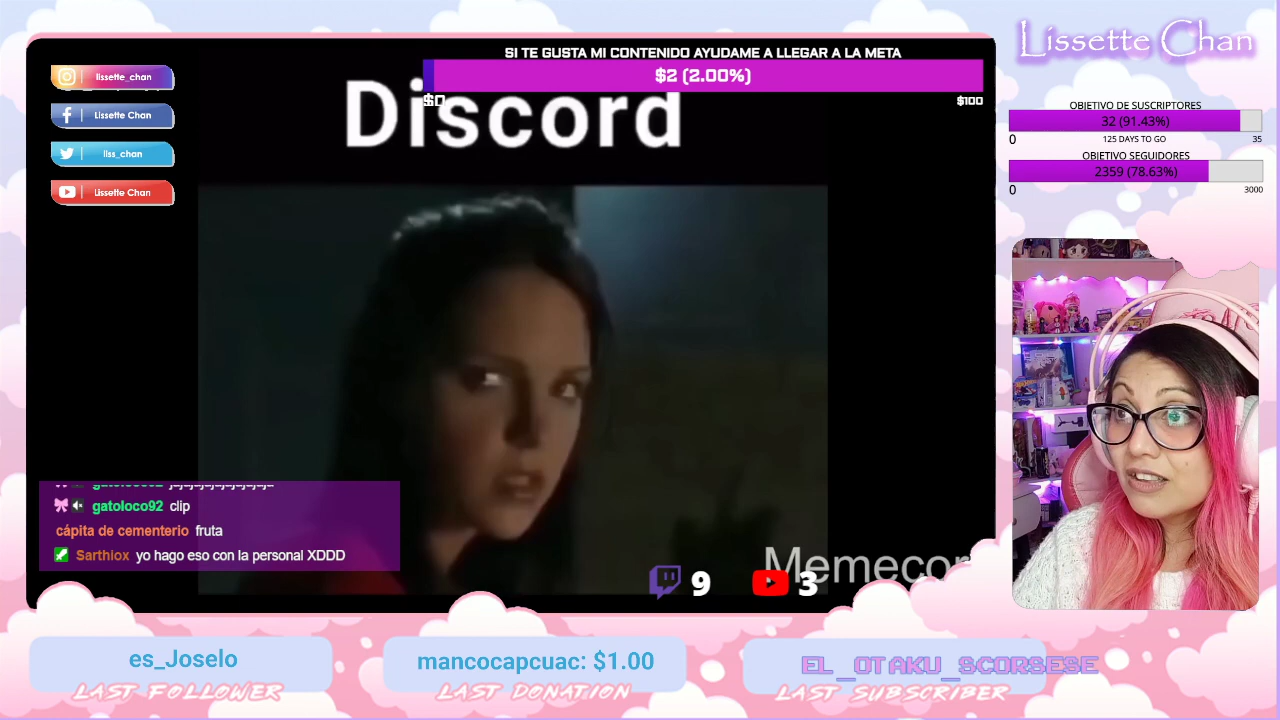 Lissette Chan
SI TE GUSTA MI CONTENIDO AYUDAME A LLEGAR A LA META
$2 (2.00%)
$0
$100
Discord
lissette_chan
Lissette Chan
liss_chan
Lissette Chan
OBJETIVO DE SUSCRIPTORES
32 (91.43%)
0
125 DAYS TO GO
35
OBJETIVO SEGUIDORES
2359 (78.63%)
0
3000
gatoloco92 clip
cápita de cementerio fruta
Sarthlox yo hago eso con la personal XDDD
9
3
es_Joselo
LAST FOLLOWER
mancocapcuac: $1.00
LAST DONATION
EL_OTAKU_SCORSESE
LAST SUBSCRIBER